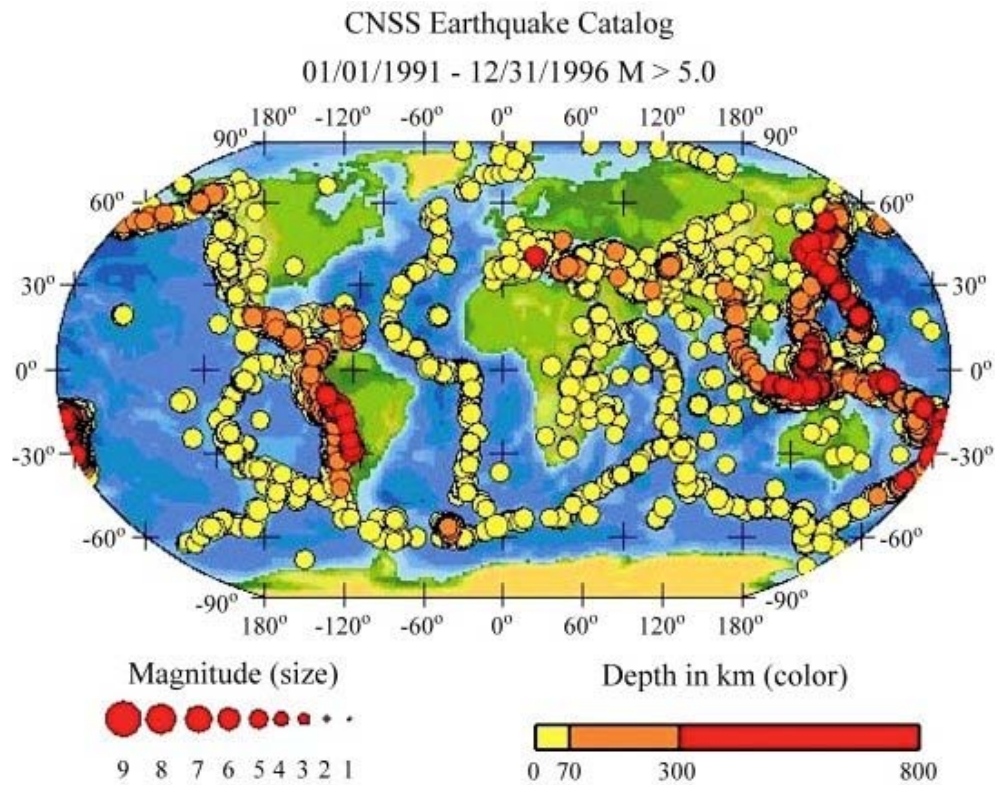 CNSS Earthquake Catalog
01/01/1991 - 12/31/1996 M > 5.0
180° -120° -60° 0° 60° 120° 180°
90° 90°
60° 60°
30° 30°
0° 0°
-30° -30°
-60° -60°
-90° -90°
180° -120° -60° 0° 60° 120° 180°
Magnitude (size)
9 8 7 6 5 4 3 2 1
Depth in km (color)
0 70 300 800